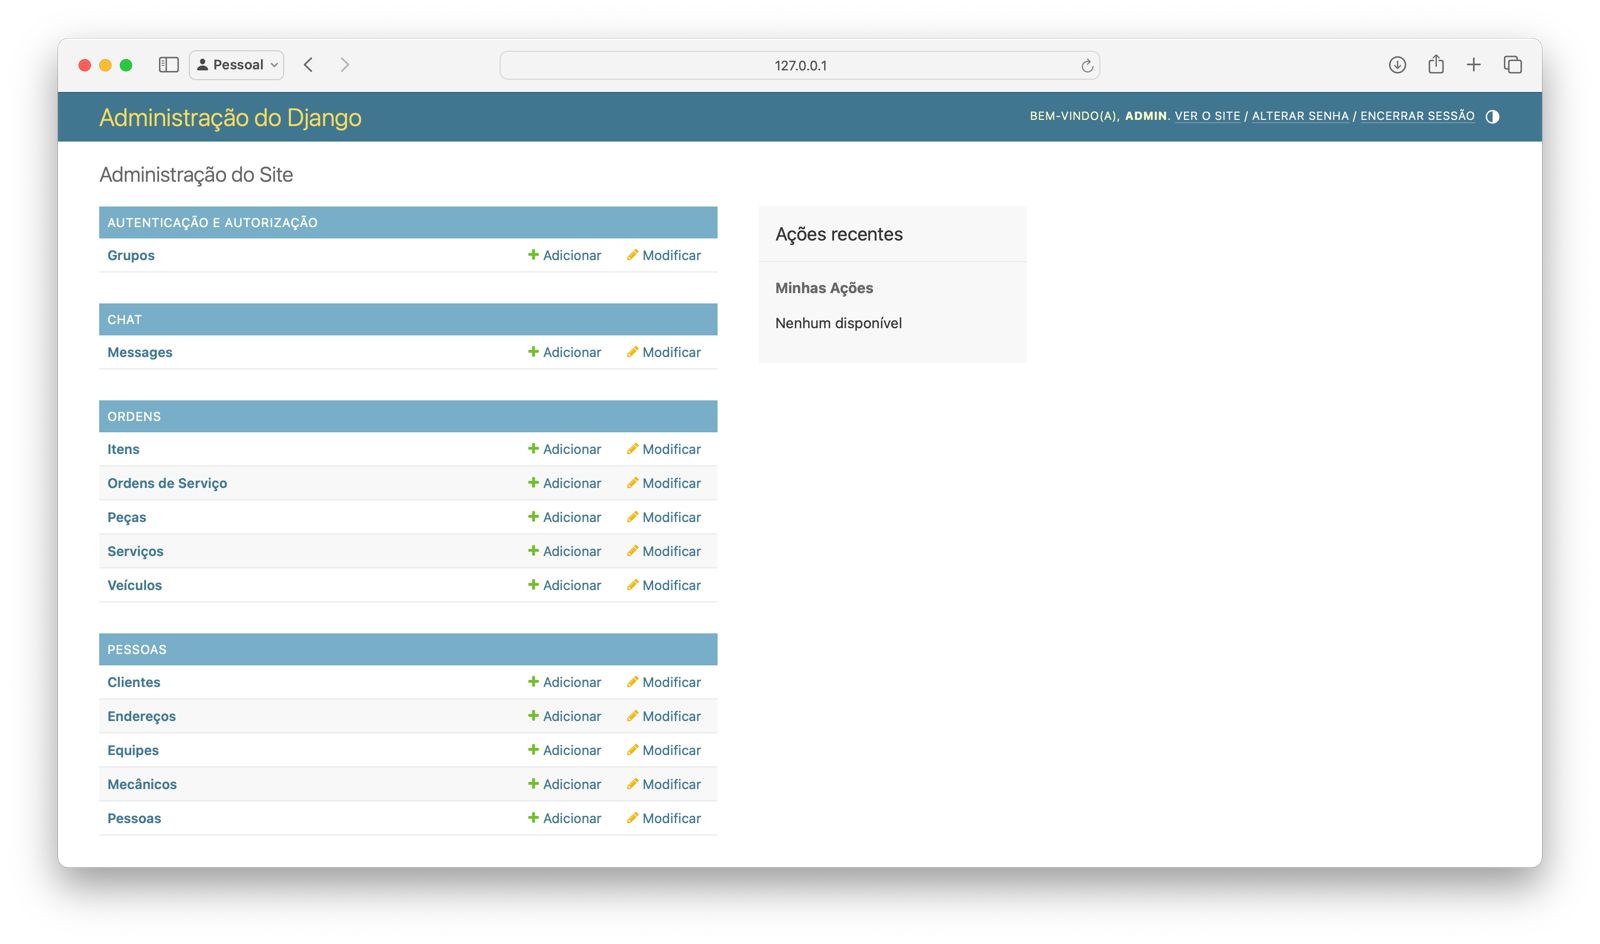 Pessoal
127.0.0.1
Administração do Django
BEM-VINDO(A), ADMIN. VER O SITE / ALTERAR SENHA / ENCERRAR SESSÃO
Administração do Site
AUTENTICAÇÃO E AUTORIZAÇÃO
Grupos Adicionar Modificar
CHAT
Messages Adicionar Modificar
ORDENS
Itens Adicionar Modificar
Ordens de Serviço Adicionar Modificar
Peças Adicionar Modificar
Serviços Adicionar Modificar
Veículos Adicionar Modificar
PESSOAS
Clientes Adicionar Modificar
Endereços Adicionar Modificar
Equipes Adicionar Modificar
Mecânicos Adicionar Modificar
Pessoas Adicionar Modificar
Ações recentes
Minhas Ações
Nenhum disponível